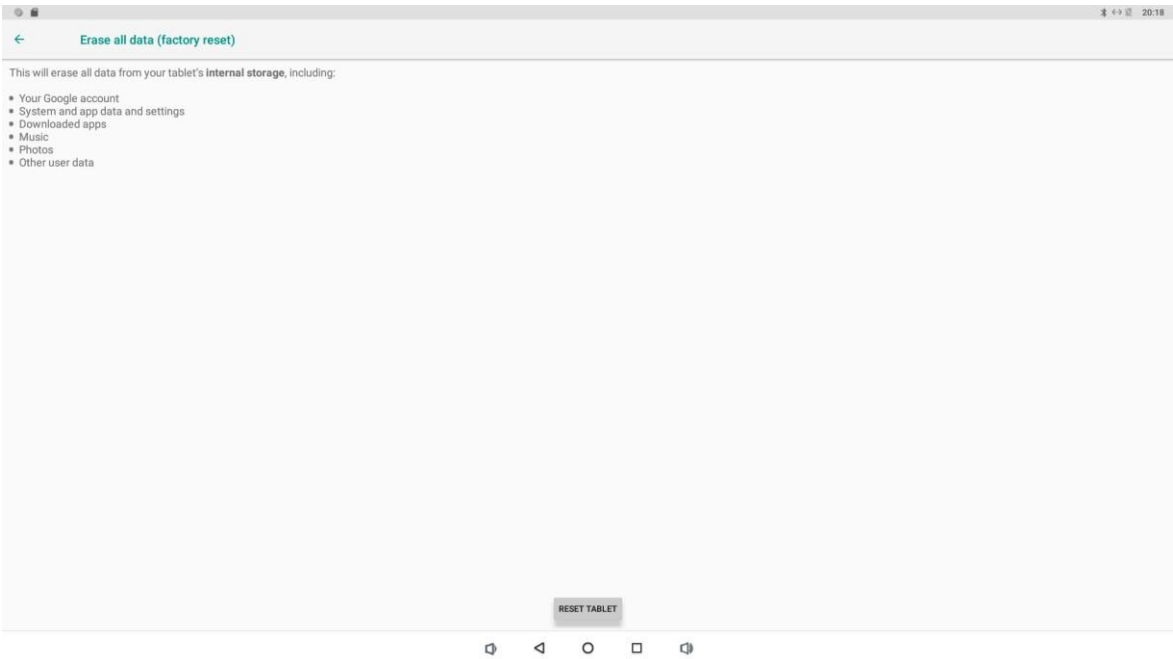 20:18
Erase all data (factory reset)
This will erase all data from your tablet's internal storage, including:
• Your Google account
• System and app data and settings
• Downloaded apps
• Music
• Photos
• Other user data
RESET TABLET